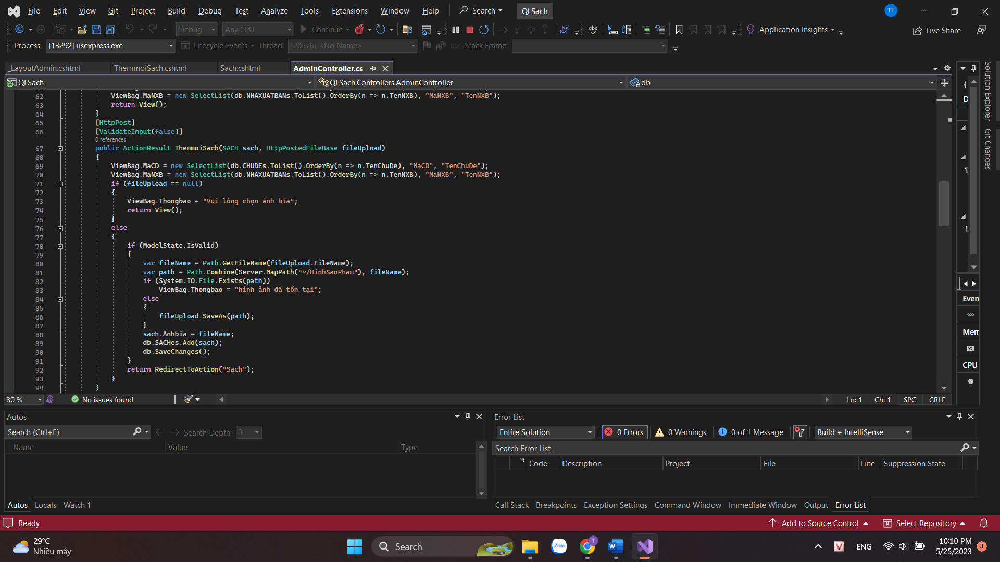 File Edit View Git Project Build Debug Test Analyze Tools Extensions Window Help Search QLSach TT
Debug Any CPU Continue Application Insights Live Share
Process: [13292] iisexpress.exe Lifecycle Events Thread: [20576] <No Name> Stack Frame:
_LayoutAdmin.cshtml ThemmoiSach.cshtml Sach.cshtml AdminController.cs
QLSach QLSach.Controllers.AdminController db
62 ViewBag.MaNXB = new SelectList(db.NHAXUATBANs.ToList().OrderBy(n => n.TenNXB), "MaNXB", "TenNXB");
63 return View();
64 }
65 [HttpPost]
66 [ValidateInput(false)]
0 references
67 public ActionResult ThemmoiSach(SACH sach, HttpPostedFileBase fileUpload)
68 {
69 ViewBag.MaCD = new SelectList(db.CHUDEs.ToList().OrderBy(n => n.TenChuDe), "MaCD", "TenChuDe");
70 ViewBag.MaNXB = new SelectList(db.NHAXUATBANs.ToList().OrderBy(n => n.TenNXB), "MaNXB", "TenNXB");
71 if (fileUpload == null)
72 {
73 ViewBag.Thongbao = "Vui lòng chọn ảnh bìa";
74 return View();
75 }
76 else
77 {
78 if (ModelState.IsValid)
79 {
80 var fileName = Path.GetFileName(fileUpload.FileName);
81 var path = Path.Combine(Server.MapPath("~/HinhSanPham"), fileName);
82 if (System.IO.File.Exists(path))
83 ViewBag.Thongbao = "hình ảnh đã tồn tại";
84 else
85 {
86 fileUpload.SaveAs(path);
87 }
88 sach.Anhbia = fileName;
89 db.SACHes.Add(sach);
90 db.SaveChanges();
91 }
92 return RedirectToAction("Sach");
93 }
94 }
80 % No issues found Ln: 1 Ch: 1 SPC CRLF
Solution Explorer
Git Changes
D
1
1
Even
Mem
CPU
Autos
Search (Ctrl+E) Search Depth: 3
Name Value Type
Autos Locals Watch 1
Error List
Entire Solution 0 Errors 0 Warnings 0 of 1 Message Build + IntelliSense
Search Error List
Code Description Project File Line Suppression State
Call Stack Breakpoints Exception Settings Command Window Immediate Window Output Error List
Ready Add to Source Control Select Repository
29°C
Nhiều mây
Search
Zalo
T
W
V
ENG
10:10 PM
5/25/2023
3